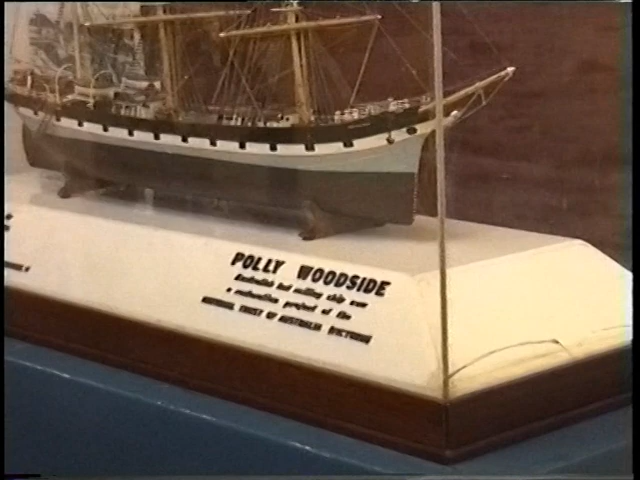 POLLY WOODSIDE
Australia's last sailing ship now
a restoration project of the
NATIONAL TRUST OF AUSTRALIA (VICTORIA)